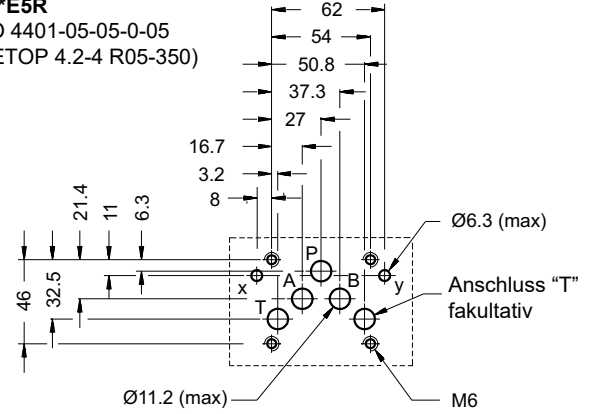 *E5R
4401-05-05-0-05
ETOP 4.2-4 R05-350)
62
54
50.8
37.3
27
16.7
3.2
8
21.4
11
6.3
46
32.5
Ø6.3 (max)
P
x
A
B
y
T
Anschluss “T”
fakultativ
Ø11.2 (max)
M6